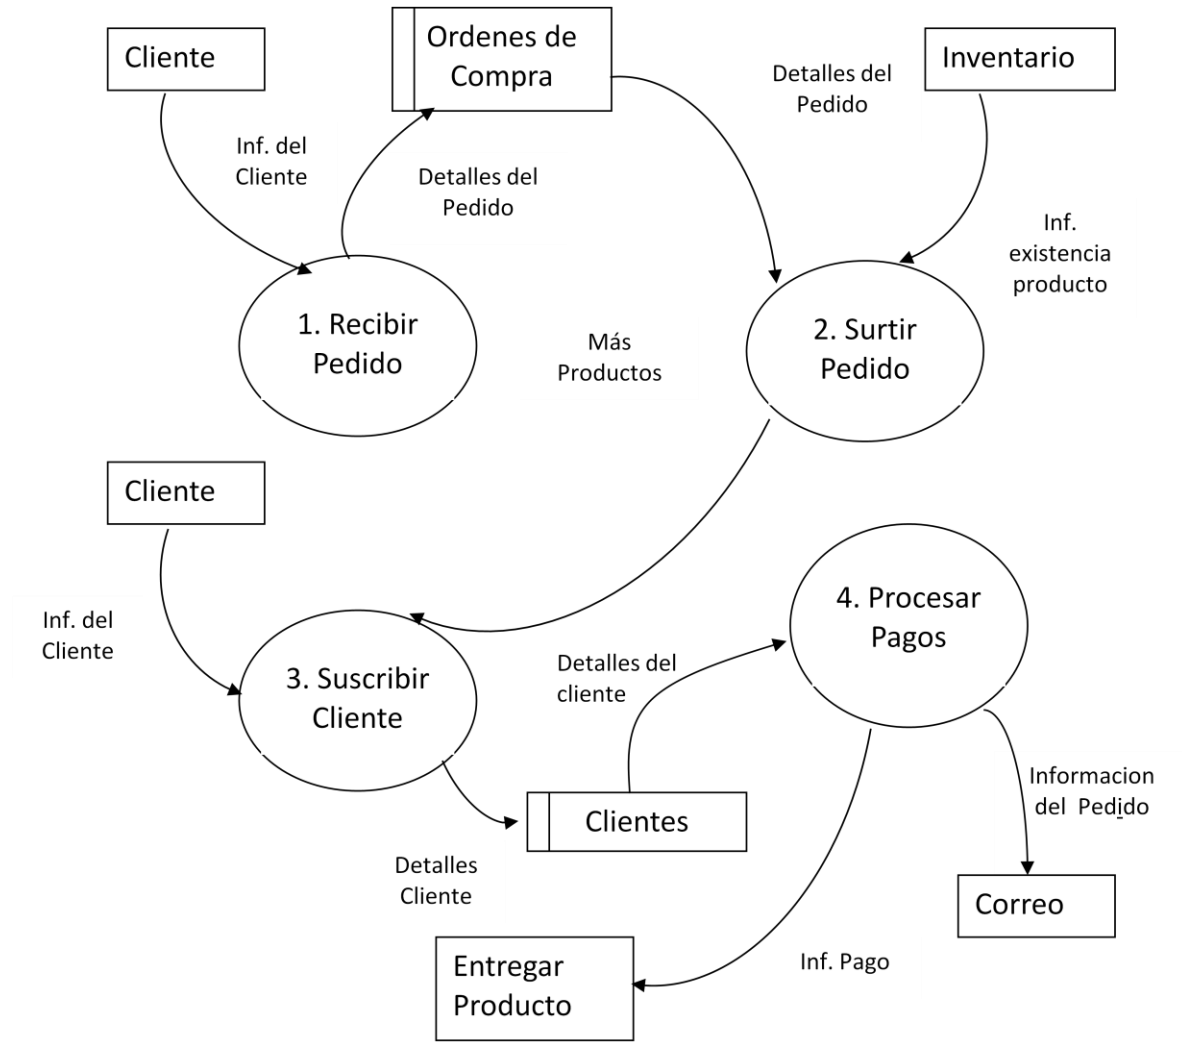 Cliente
Ordenes de
Compra
Inventario
Detalles del
Pedido
Inf. del
Cliente
Detalles del
Pedido
Inf.
existencia
producto
1. Recibir
Pedido
Más
Productos
2. Surtir
Pedido
Cliente
Inf. del
Cliente
3. Suscribir
Cliente
4. Procesar
Pagos
Detalles del
cliente
Clientes
Informacion
del Pedido
Detalles
Cliente
Correo
Entregar
Producto
Inf. Pago